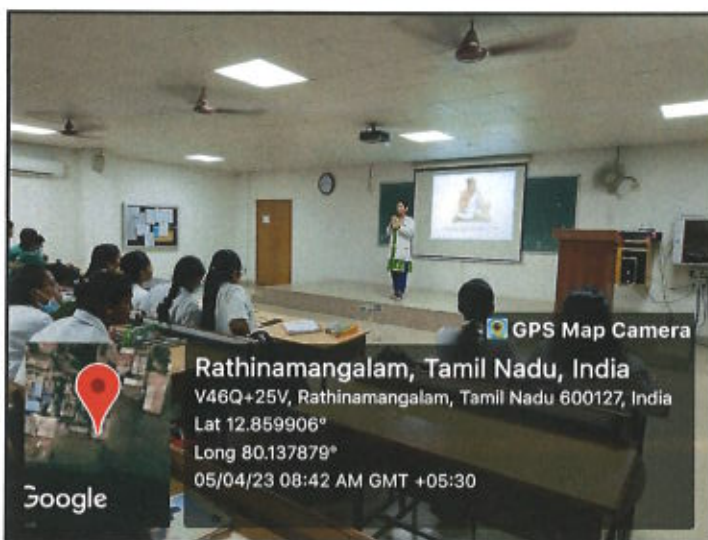 GPS Map Camera
Rathinamangalam, Tamil Nadu, India
V46Q+25V, Rathinamangalam, Tamil Nadu 600127, India
Lat 12.859906°
Long 80.137879°
05/04/23 08:42 AM GMT +05:30
Google